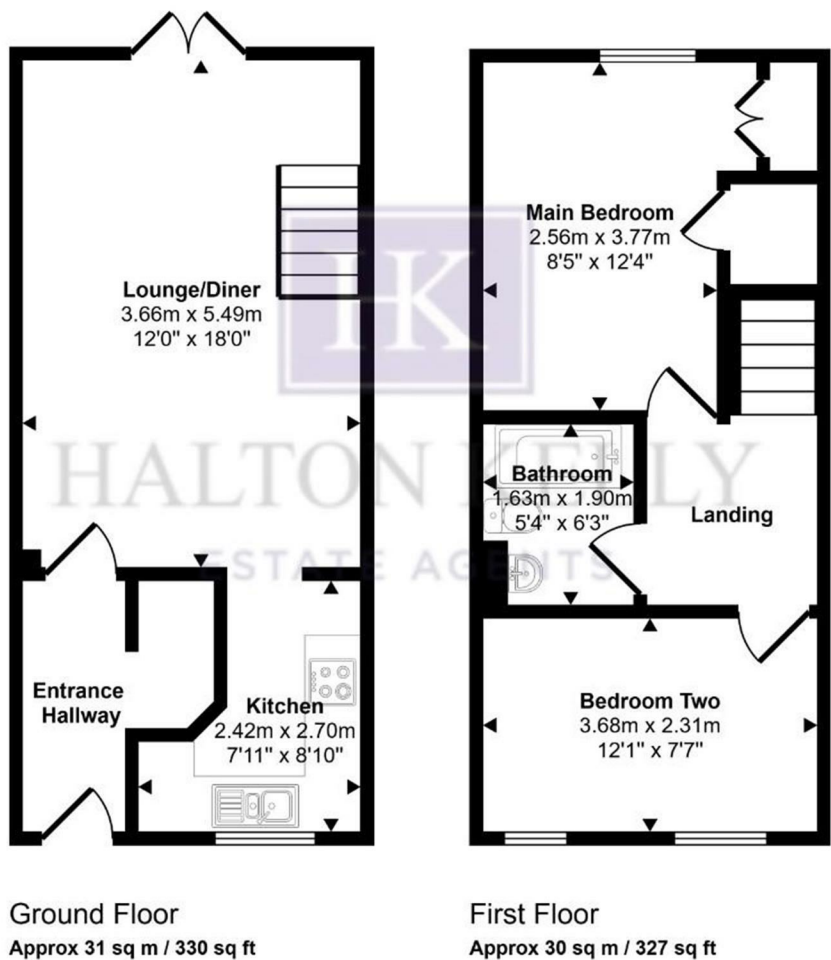 Lounge/Diner
3.66m x 5.49m
12'0" x 18'0"
Entrance
Hallway
Kitchen
2.42m x 2.70m
7'11" x 8'10"
Main Bedroom
2.56m x 3.77m
8'5" x 12'4"
Bathroom
1.63m x 1.90m
5'4" x 6'3"
Landing
Bedroom Two
3.68m x 2.31m
12'1" x 7'7"
HK
HALTON KELLY
ESTATE AGENTS
Ground Floor
Approx 31 sq m / 330 sq ft
First Floor
Approx 30 sq m / 327 sq ft